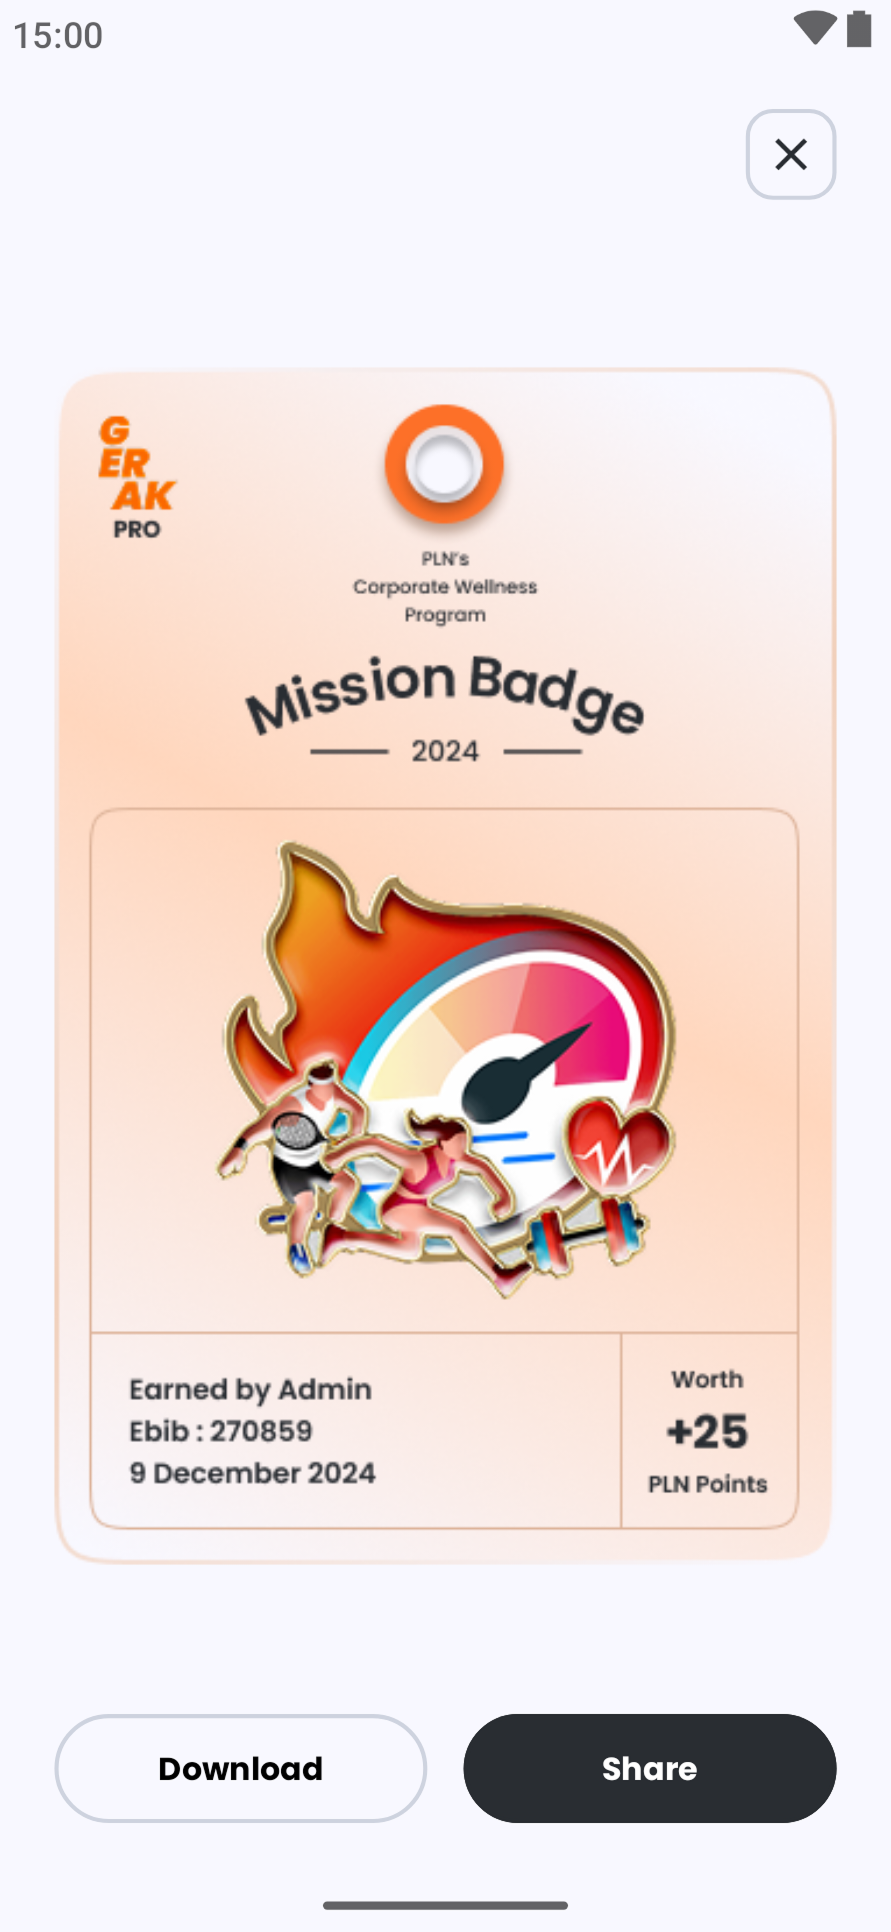 15:00
G
ER
AK
PRO
PLN's
Corporate Wellness
Program
Mission Badge
2024
Earned by Admin
Ebib : 270859
9 December 2024
Worth
+25
PLN Points
Download
Share